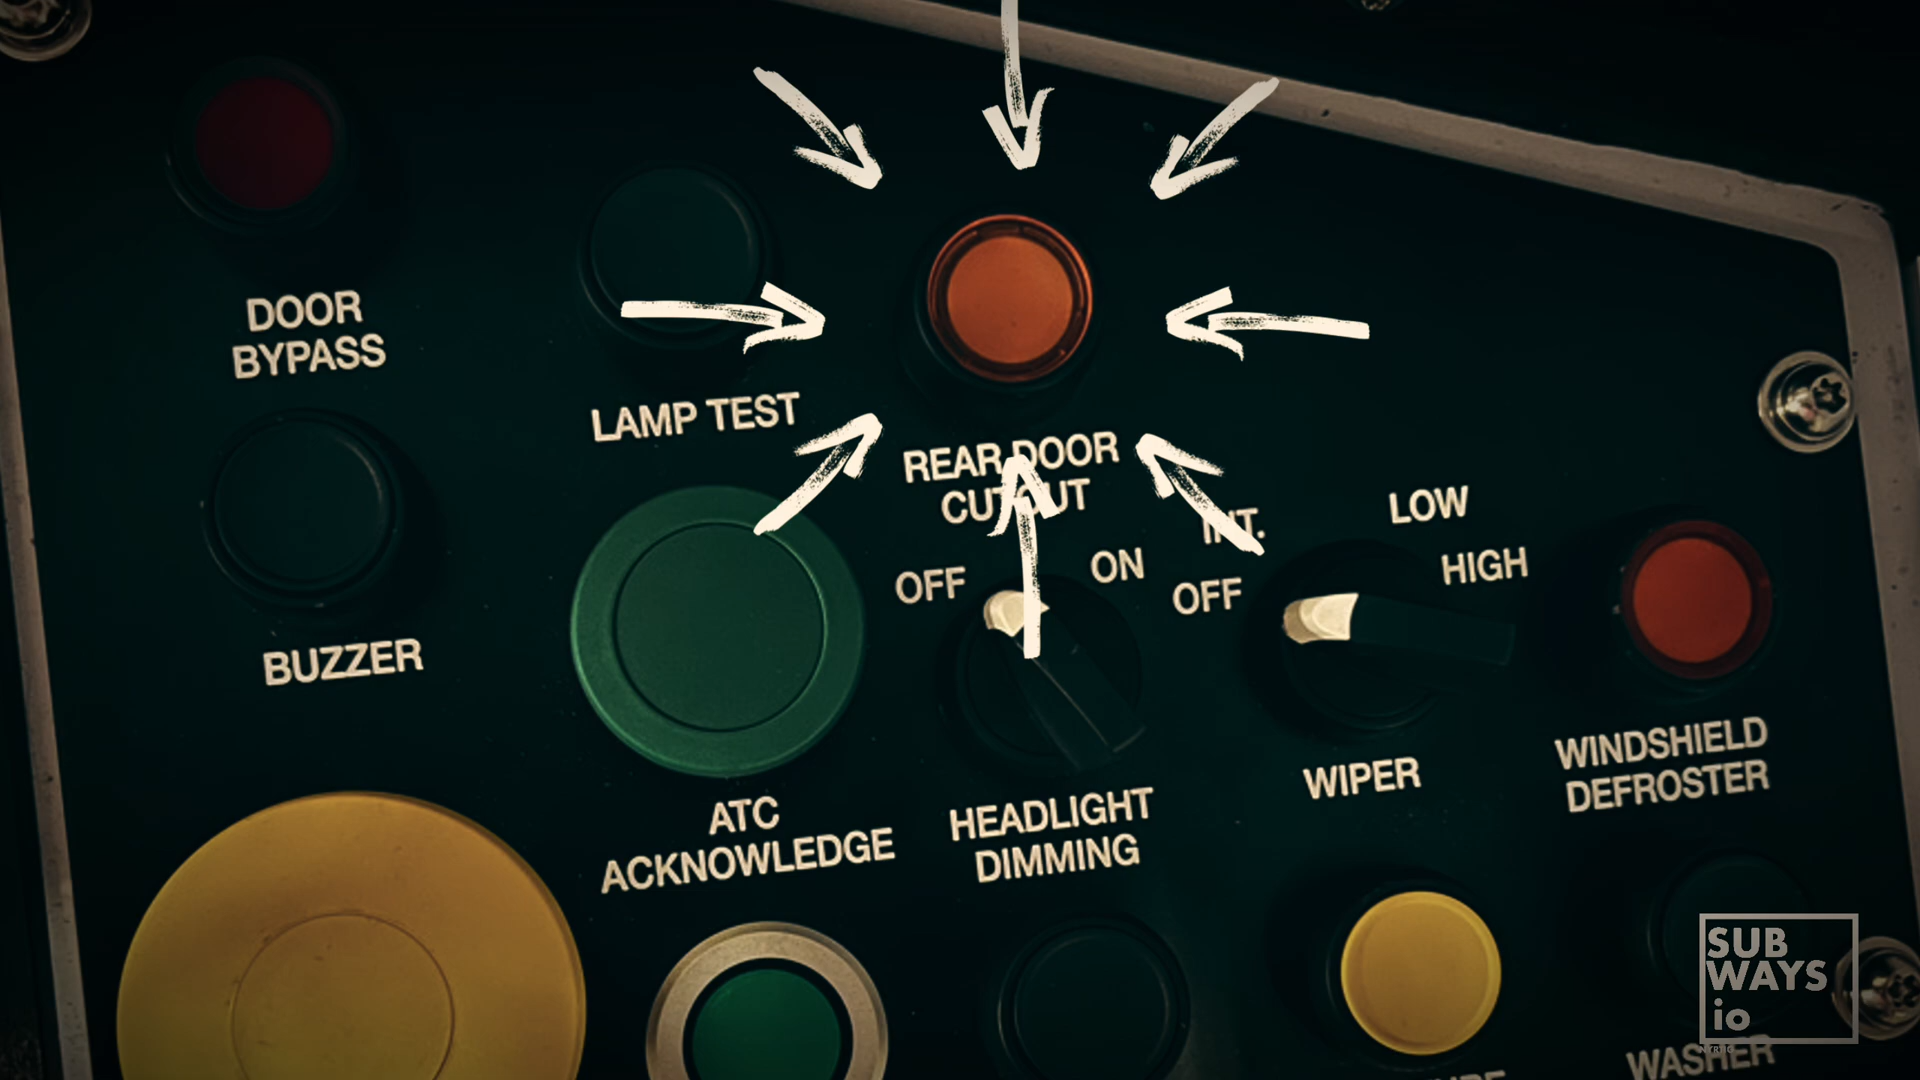 DOOR
BYPASS
LAMP TEST
REAR DOOR
CUTOUT
BUZZER
OFF
ON
INT.
OFF
LOW
HIGH
ATC
ACKNOWLEDGE
HEADLIGHT
DIMMING
WIPER
WINDSHIELD
DEFROSTER
WASHER
SUB
WAYS
io